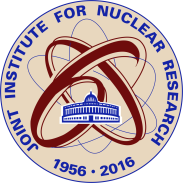 JOINT INSTITUTE FOR NUCLEAR RESEARCH
1956 · 2016